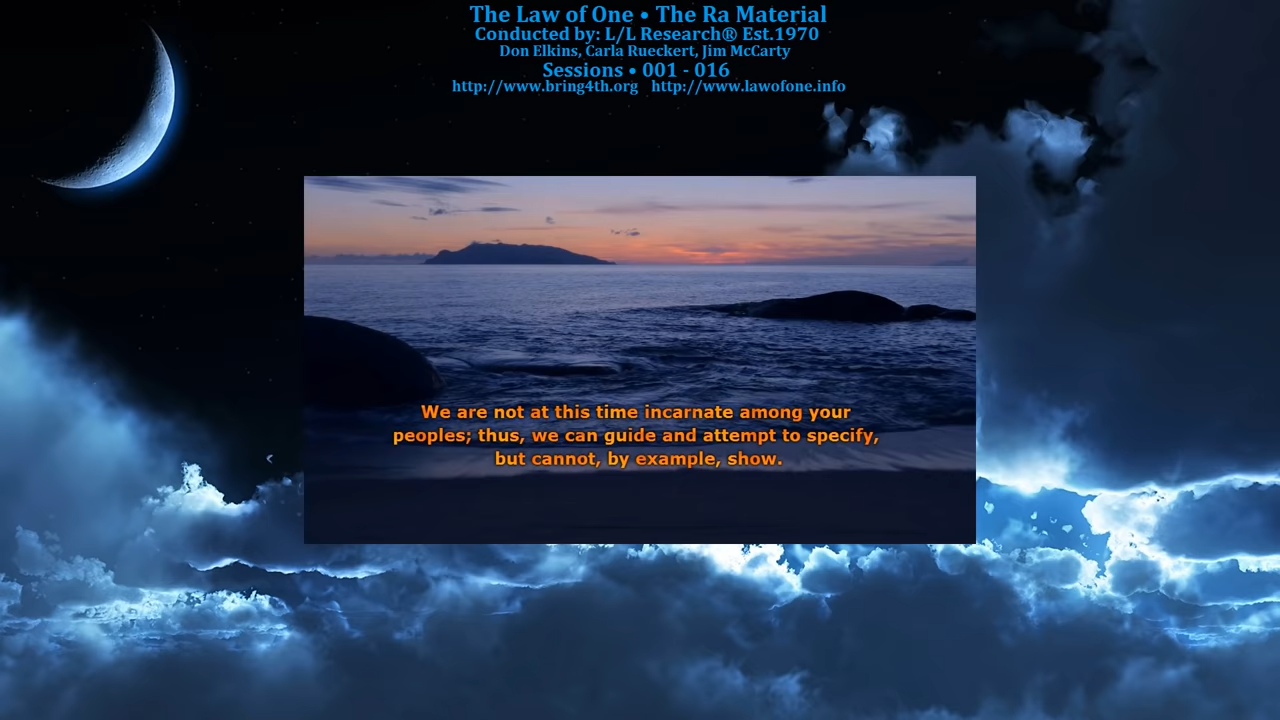 The Law of One • The Ra Material
Conducted by: L/L Research® Est.1970
Don Elkins, Carla Rueckert, Jim McCarty
Sessions • 001 - 016
http://www.bring4th.org http://www.lawofone.info
We are not at this time incarnate among your
peoples; thus, we can guide and attempt to specify,
but cannot, by example, show.